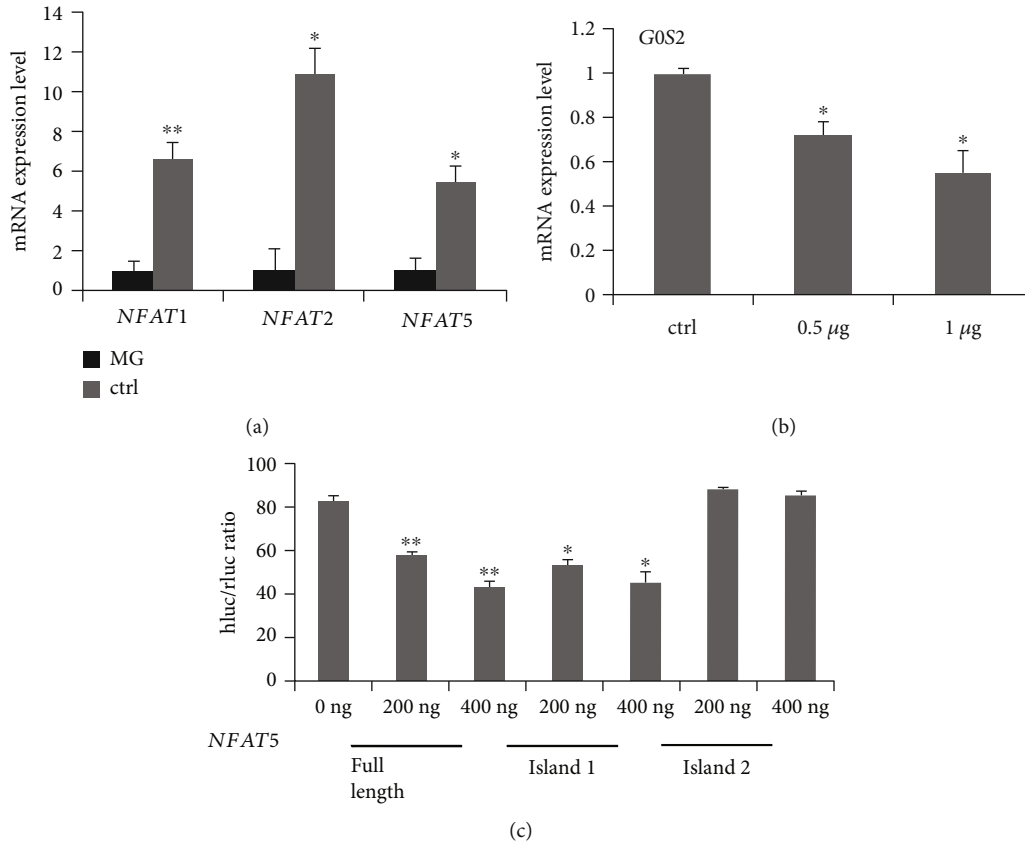 14
12
10
8
6
4
2
0
mRNA expression level
**
*
*
NFAT1 NFAT2 NFAT5
MG
ctrl
(a)
1.2
1
0.8
0.6
0.4
0.2
0
mRNA expression level
G0S2
*
*
ctrl 0.5 μg 1 μg
(b)
100
80
60
40
20
0
hluc/rluc ratio
**
**
*
*
0 ng 200 ng 400 ng 200 ng 400 ng 200 ng 400 ng
NFAT5
Full
length
Island 1
Island 2
(c)